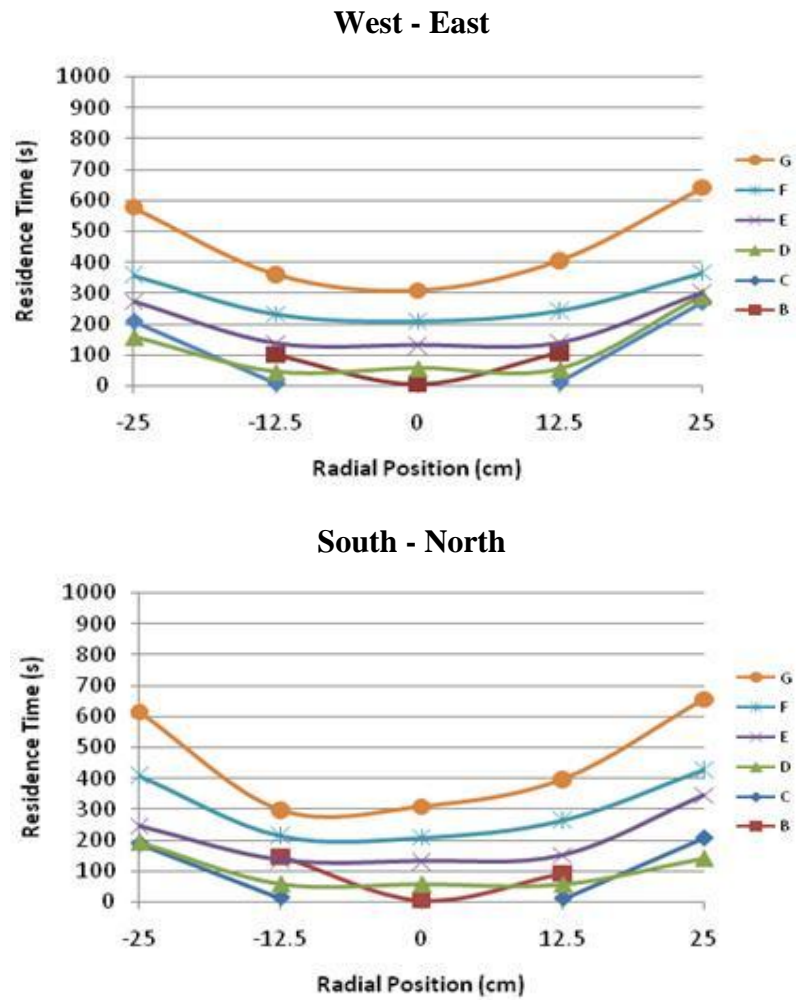 West - East
1000
900
800
700
600
500
400
300
200
100
0
Residence Time (s)
-25 -12.5 0 12.5 25
Radial Position (cm)
G
F
E
D
C
B
South - North
1000
900
800
700
600
500
400
300
200
100
0
Residence Time (s)
-25 -12.5 0 12.5 25
Radial Position (cm)
G
F
E
D
C
B